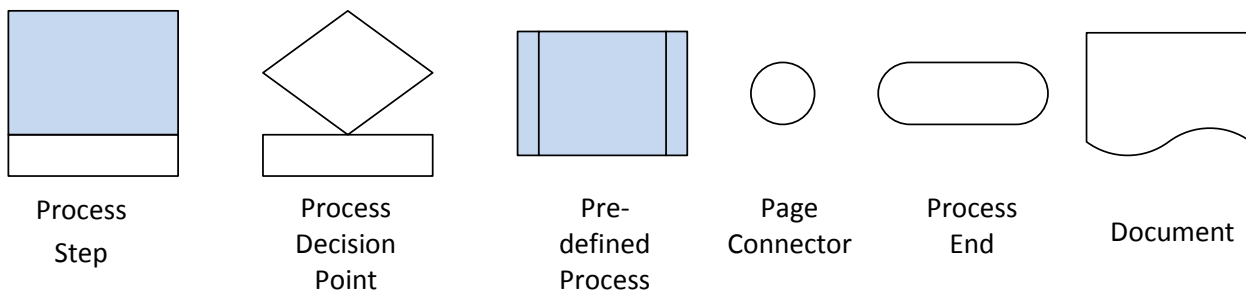 Process
Step
Process
Decision
Point
Pre-
defined
Process
Page
Connector
Process
End
Document